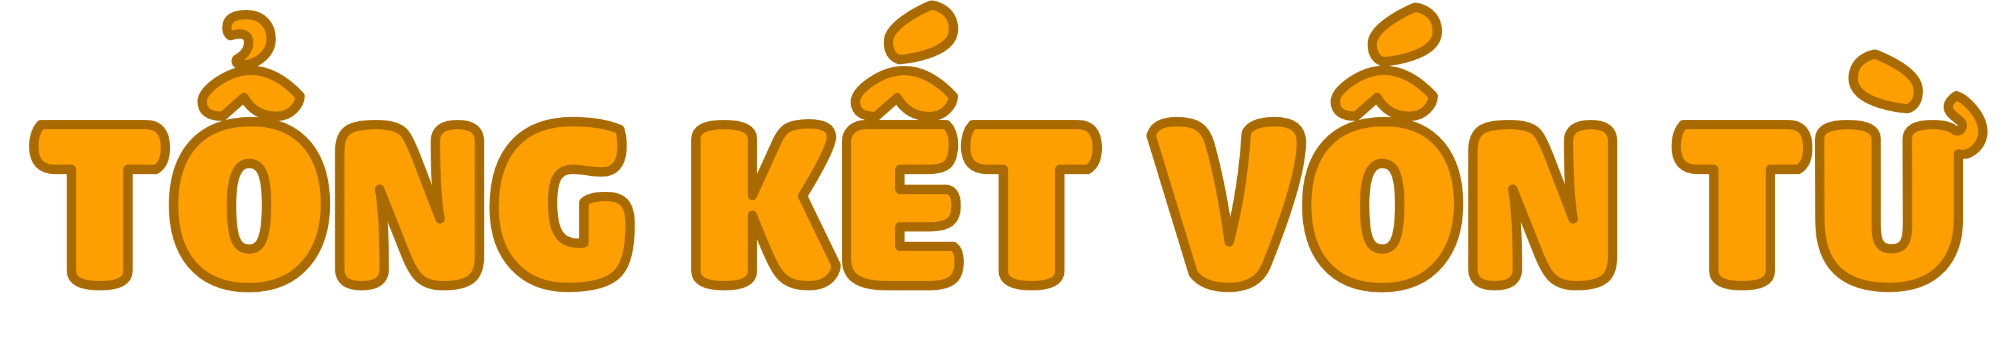 TỔNG KẾT VỐN TỪ